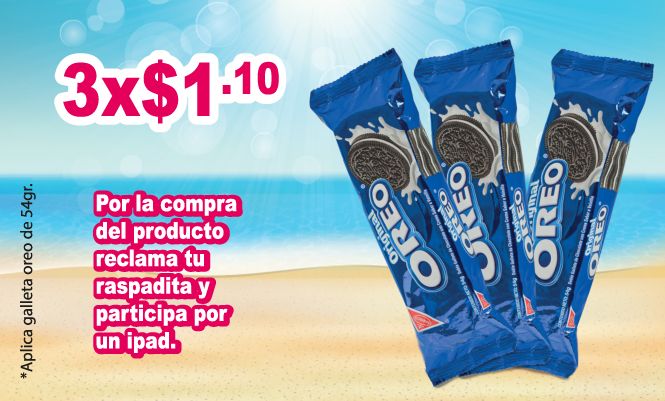 3x$1.10
Por la compra
del producto
reclama tu
raspadita y
participa por
un ipad.
*Aplica galleta oreo de 54gr.
Original
OREO
Original
OREO
Original
OREO